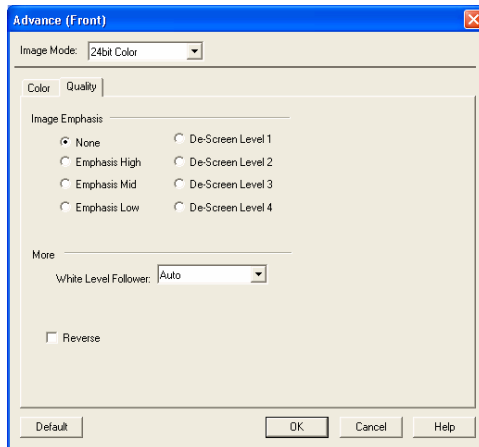 Advance (Front)
Image Mode: 24bit Color
Color Quality
Image Emphasis
None De-Screen Level 1
Emphasis High De-Screen Level 2
Emphasis Mid De-Screen Level 3
Emphasis Low De-Screen Level 4
More
White Level Follower: Auto
Reverse
Default OK Cancel Help